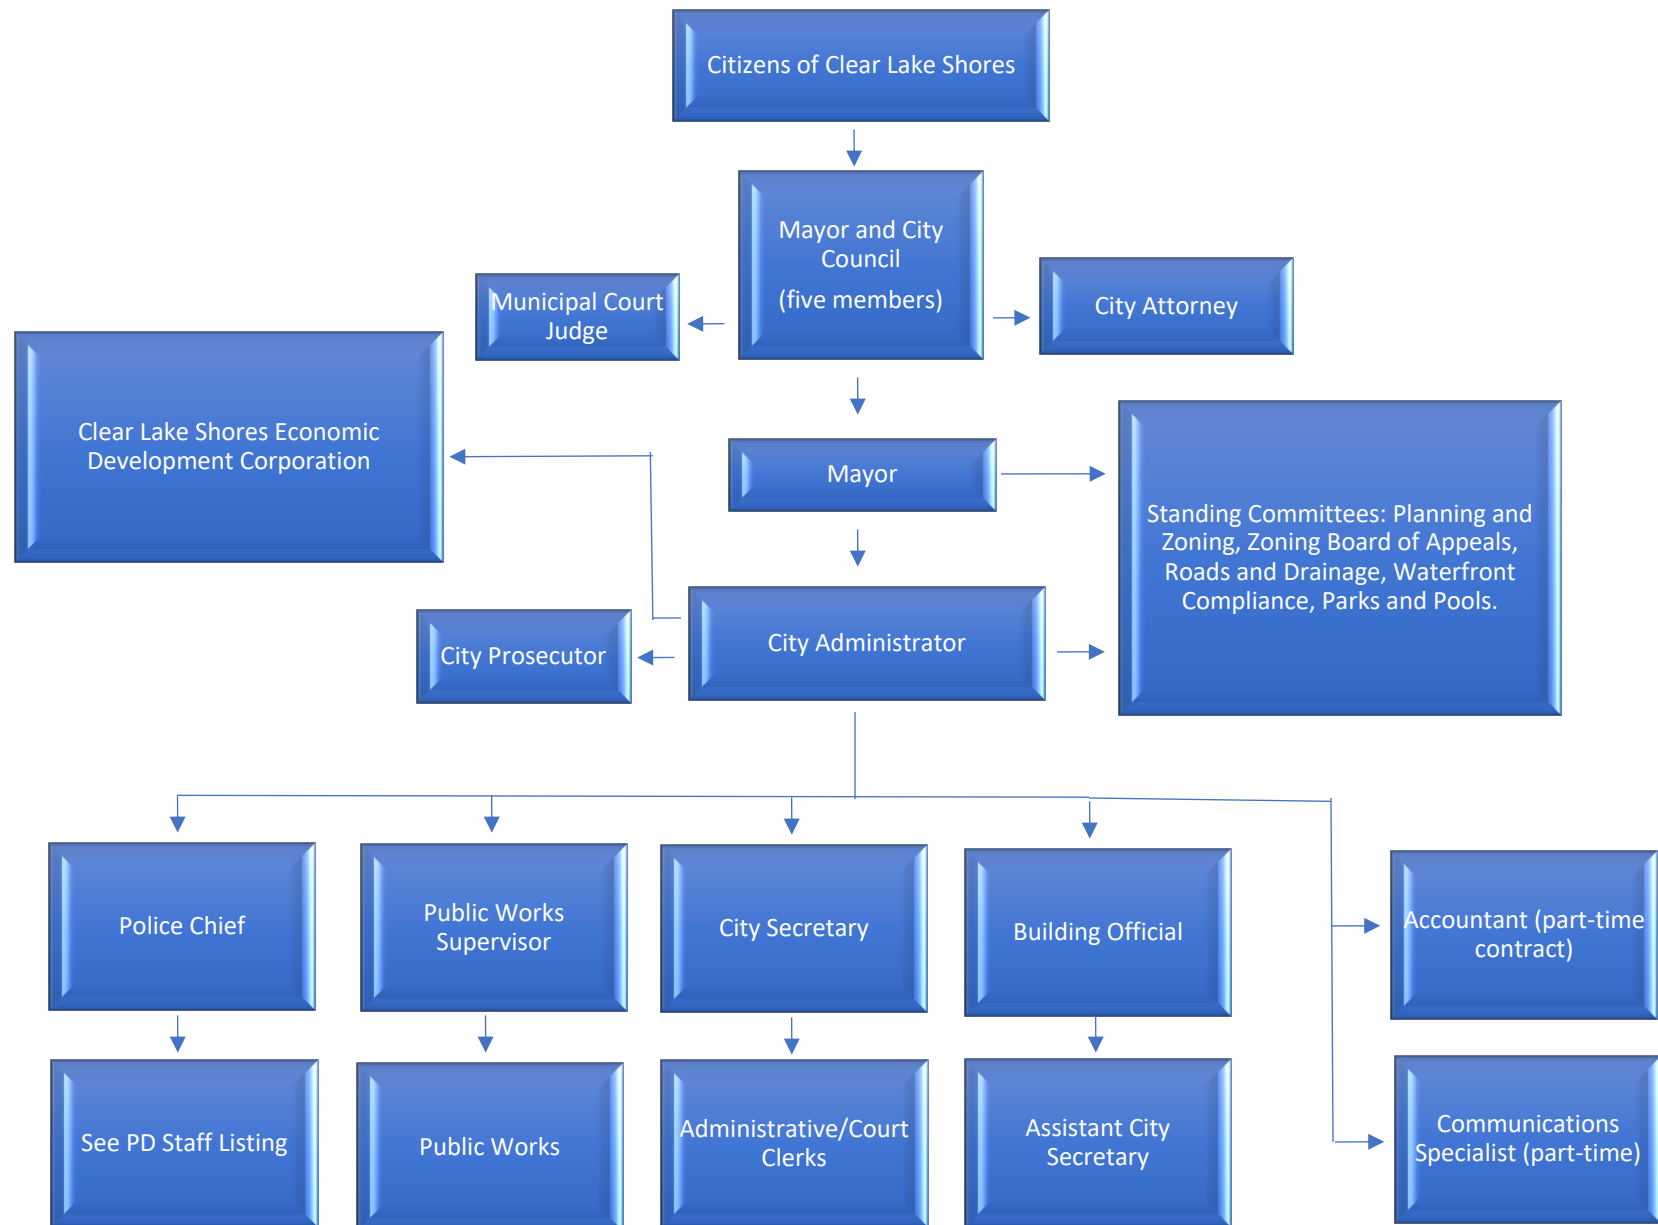 Citizens of Clear Lake Shores
Mayor and City
Council
(five members)
Municipal Court
Judge
City Attorney
Clear Lake Shores Economic
Development Corporation
Mayor
Standing Committees: Planning and
Zoning, Zoning Board of Appeals,
Roads and Drainage, Waterfront
Compliance, Parks and Pools.
City Prosecutor
City Administrator
Police Chief
Public Works
Supervisor
City Secretary
Building Official
Accountant (part-time
contract)
See PD Staff Listing
Public Works
Administrative/Court
Clerks
Assistant City
Secretary
Communications
Specialist (part-time)